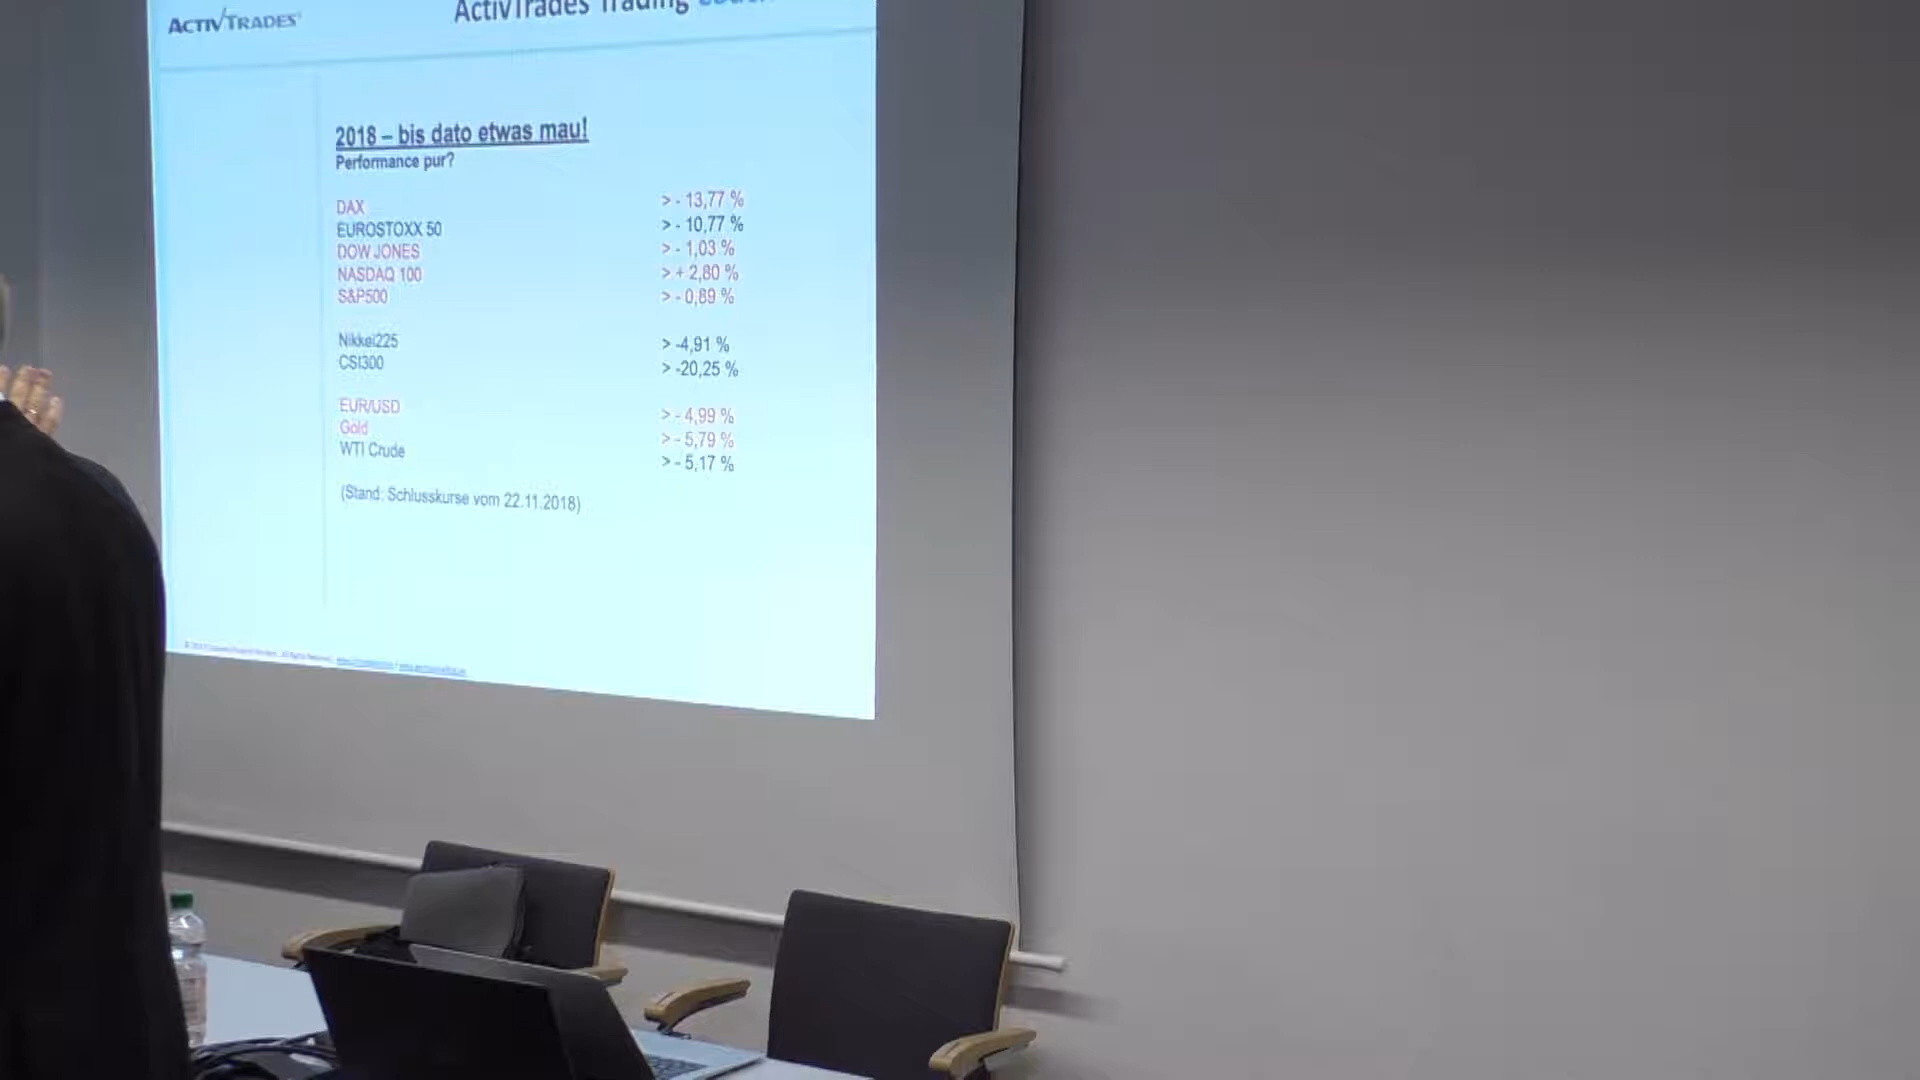 ACTIVTRADES
ActivTrades Trading
2018 – bis dato etwas mau!
Performance pur?
DAX > - 13,77 %
EUROSTOXX 50 > - 10,77 %
DOW JONES > - 1,03 %
NASDAQ 100 > + 2,80 %
S&P500 > - 0,89 %
Nikkei225 > -4,91 %
CSI300 > -20,25 %
EUR/USD > - 4,99 %
Gold > - 5,79 %
WTI Crude > - 5,17 %
(Stand: Schlusskurse vom 22.11.2018)